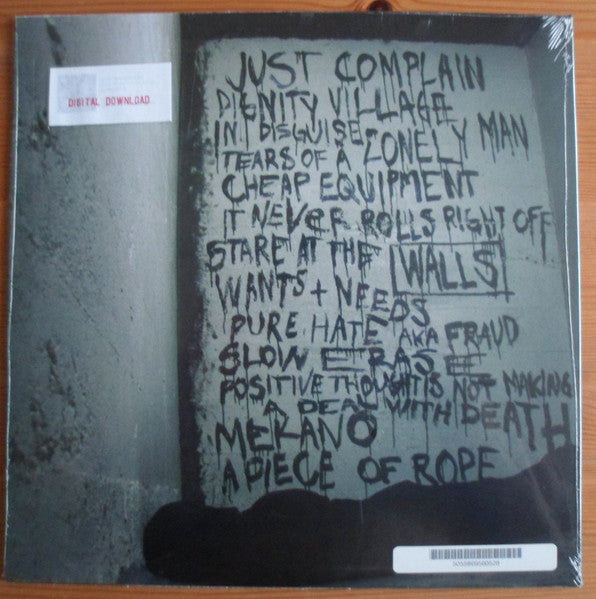 DIGITAL DOWNLOAD
JUST COMPLAIN
DIGNITY VILLAGE
IN DISGUISE
TEARS OF A LONELY MAN
CHEAP EQUIPMENT
IT NEVER ROLLS RIGHT OFF
STARE AT THE WALLS
WANTS + NEEDS
PURE HATE AKA FRAUD
SLOW ERASE
POSITIVE THOUGHT IS NOT MAKING
A DEAL WITH DEATH
MEKANO
A PIECE OF ROPE